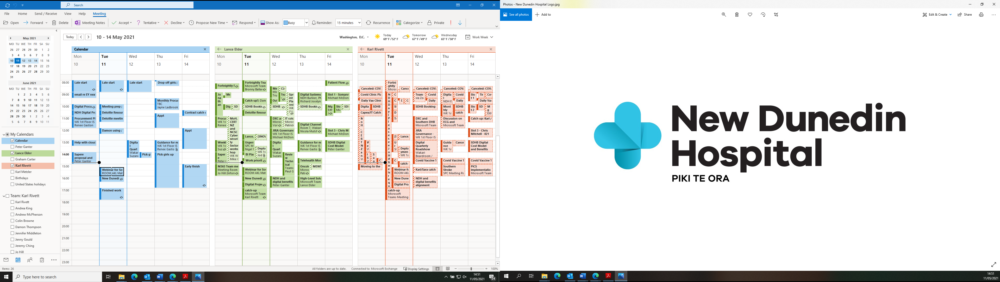 Search
File Home Send / Receive View Help Meeting
Open Forward Delete Meeting Notes Accept Tentative Decline Propose New Time Respond Show As: Busy Reminder: 15 minutes Recurrence Categorize Private
May 2021
MO TU WE TH FR SA SU
26 27 28 29 30 1 2
3 4 5 6 7 8 9
10 11 12 13 14 15 16
17 18 19 20 21 22 23
24 25 26 27 28 29 30
31
June 2021
MO TU WE TH FR SA SU
1 2 3 4 5 6
7 8 9 10 11 12 13
14 15 16 17 18 19 20
21 22 23 24 25 26 27
28 29 30 1 2 3 4
5 6 7 8 9 10 11
My Calendars
Calendar
Peter Ganter
Lance Elder
Graham Carter
Karl Rivett
Karl Metzler
Birthdays
United States holidays
Team: Karl Rivett
Karl Rivett
Andrea King
Andrew McPherson
Colin Browne
Damon Thompson
Jennifer Middleton
Jenny Gould
Jeremy Ching
Jo Hill
Today 10 - 14 May 2021
Washington, D.C.
Today 69° F / 52° F
Tomorrow 67° F / 49° F
Wednesday 65° F / 50° F
Work Week
08:00
09:00
10:00
11:00
12:00
13:00
14:00
15:00
16:00
17:00
18:00
19:00
20:00
21:00
22:00
23:00
Calendar
Mon Tue Wed Thu Fri
10 11 12 13 14
Late start
email re EY nex
Digital Procu
NDH Digital Pro
Procurement Pl
WK 1st Floor IS
Renee Gaston
Help with cloud
Sapere
proposal and
Peter Ganter
Late start
Meeting prep ;
Deloitte Resour
Deloitte meetin
Damon using ;
Webinar for So
ROOM AKL Mat
New Dunedi
Finished work
Late start
Digita
l
Quart
Wakar
Suzan
Pick g
Drop off girls ;
Monthly Procur
TBC
Jayne Ladbrook
Appt
Guidance for m
WK 1st Floor IS
Renee Gasto
Pick girls up
Contract catch u
Appt
Early finish
Lance Elder
Mon Tue Wed Thu Fri
10 11 12 13 14
Fortnightly F
Jo
na
th
an
Me
Dig
SD
Procu
WK 1s
Renee
MoH,
CERT
NZ
and
NCSC
Cyber
securi
ty
Sector
works
hop
WK W
Mike C
Weekl
WK 1s
Suz
Saper
e
Peter G
M365 Team me
Meeting Room
Jo Hill (Inforr
Fortnightly Tea
Microsoft Team
Bronny Ballar
Catch up?; Dam
SDHB Booki
Deloitte Resour
Lance,
[SNOV
Urgen
SPC M
Nigel T
Deplo
WK 1s
Jod
BI Plar
Work priorit
Webinar for Sou
ROOM AKL Mat
New Dunedi
Digital Projec
catch-up
Microsoft Team
Karl Rivett
Me
Mic
Tru
CL
Tea
Out
Spr
int
Pla
nni
WK
SDHB
DXC a
Micros
Vor
IT colo
Micros
Patrick
JIRA Governanc
WK 1st Floor IS
Michael McDon
Digita
l
Quart
Wakar
Suzan
Revie
w
Techn
ical
Teams
Paul G
NDH and
digital benefits
Peter Ganter
Digital Systems
NDH Bunker, PM
Richard Jocelyn
SDHB Bookir
Digital Channel
Room 7, Wakari
Nicola Mutch
Guidance for m
WK 1st Floor IS
Renee Gasto
Telehealth Mor
Oncolo
Micros
Patr
MEWS
High-Level Solu
Microsoft Team
Lance Elder
Patient Flow
Slot 1 - Somanr
Michael McDon
Mg
Eith
J
Slo
Mic
SDI
Slot 3 - Chris M
Michael McDon
SDHB Digital
Cost Model
Peter Ganter
Karl Rivett
Mon Tue Wed Thu Fri
10 11 12 13 14
Canceled: COV
Covid Clinic Pla
Daily Vax Clini
Digita
SDHB
Capex/IT Catch
Moving to the
Fortni
ghtly
Micros
Cance
Lance
Deplo
ymen
WK 1s
catch
Webinar fo
ROOM AKL
New Dune
Digital Pro
catch-up
Microsoft
Teams Meeting
Canceled: COV
Team
via Zo
Covid
Daily
SDHB Booking
DXC and
Southern DHB
Microsoft Team
JIRA
Governance -
WK 1st Floor IS
Digital
Quarterly
Roadshow
Wakari
Boardroom /
Covid Vaccine T
Karl/Sara catch
NDH and
digital benefits
alignment
Canceled: COV
Digita
l
NDH E
Covid
Daily
Mont
hly
WK 1s
SDHB
catch
Discussion on
ECG and
Microsoft Team
Guida
nce
WK 1s
Cance
Covid Vaccine T
Southern
Stroke
SPC Meeting Ro
Canceled: COV
Slo
t 1
Tir
Cov
Daily Vax
Slo
t 2
SD
M
g
Eitl
Catch up: Karl /
Slot 3 - Chris
Mitchell - 021
SDHB Digital
Cost Model
and Benefits
Covid Vaccine T
PICS
Implementatio
Microsoft Team
Items: 26
All folders are up to date. Connected to: Microsoft Exchange Display Settings 100%
Type here to search
14:51
11/05/2021
24
Photos - New Dunedin Hospital Logo.jpg
See all photos Add to Edit & Create Share
New Dunedin
Hospital
PIKI TE ORA
14:51
11/05/2021